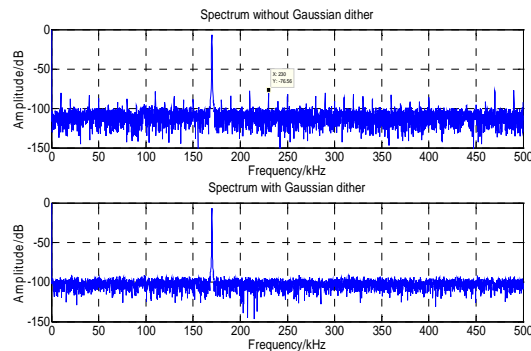 Spectrum without Gaussian dither
0
-50
-100
-150
Amplitude/dB
X: 230
Y: -76.56
0 50 100 150 200 250 300 350 400 450 500
Frequency/kHz
Spectrum with Gaussian dither
0
-50
-100
-150
Amplitude/dB
0 50 100 150 200 250 300 350 400 450 500
Frequency/kHz